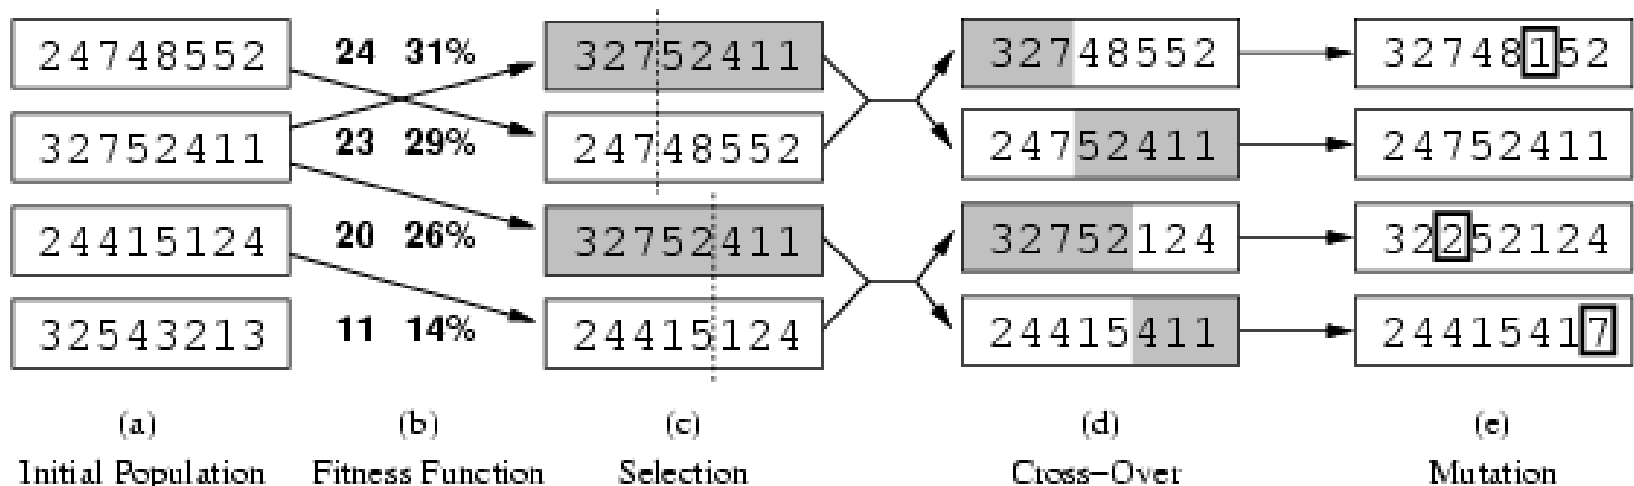 24748552 24 31% 32752411 32748552 32748152
32752411 23 29% 24748552 24752411 24752411
24415124 20 26% 32752411 32752124 32252124
32543213 11 14% 24415124 24415411 24415417
(a) (b) (c) (d) (e)
Initial Population Fitness Function Selection Cross-Over Mutation